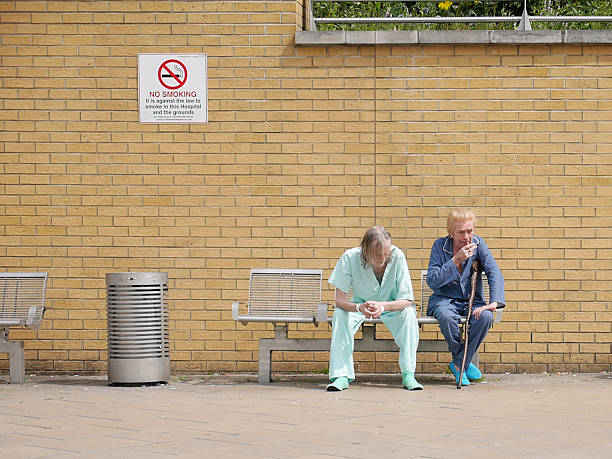 NO SMOKING
It is against the law to
smoke in this Hospital
and the grounds